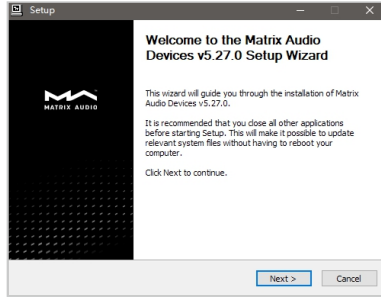 Setup
Welcome to the Matrix Audio
Devices v5.27.0 Setup Wizard
MATRIX AUDIO
This wizard will guide you through the installation of Matrix
Audio Devices v5.27.0.
It is recommended that you close all other applications
before starting Setup. This will make it possible to update
relevant system files without having to reboot your
computer.
Click Next to continue.
Next >
Cancel